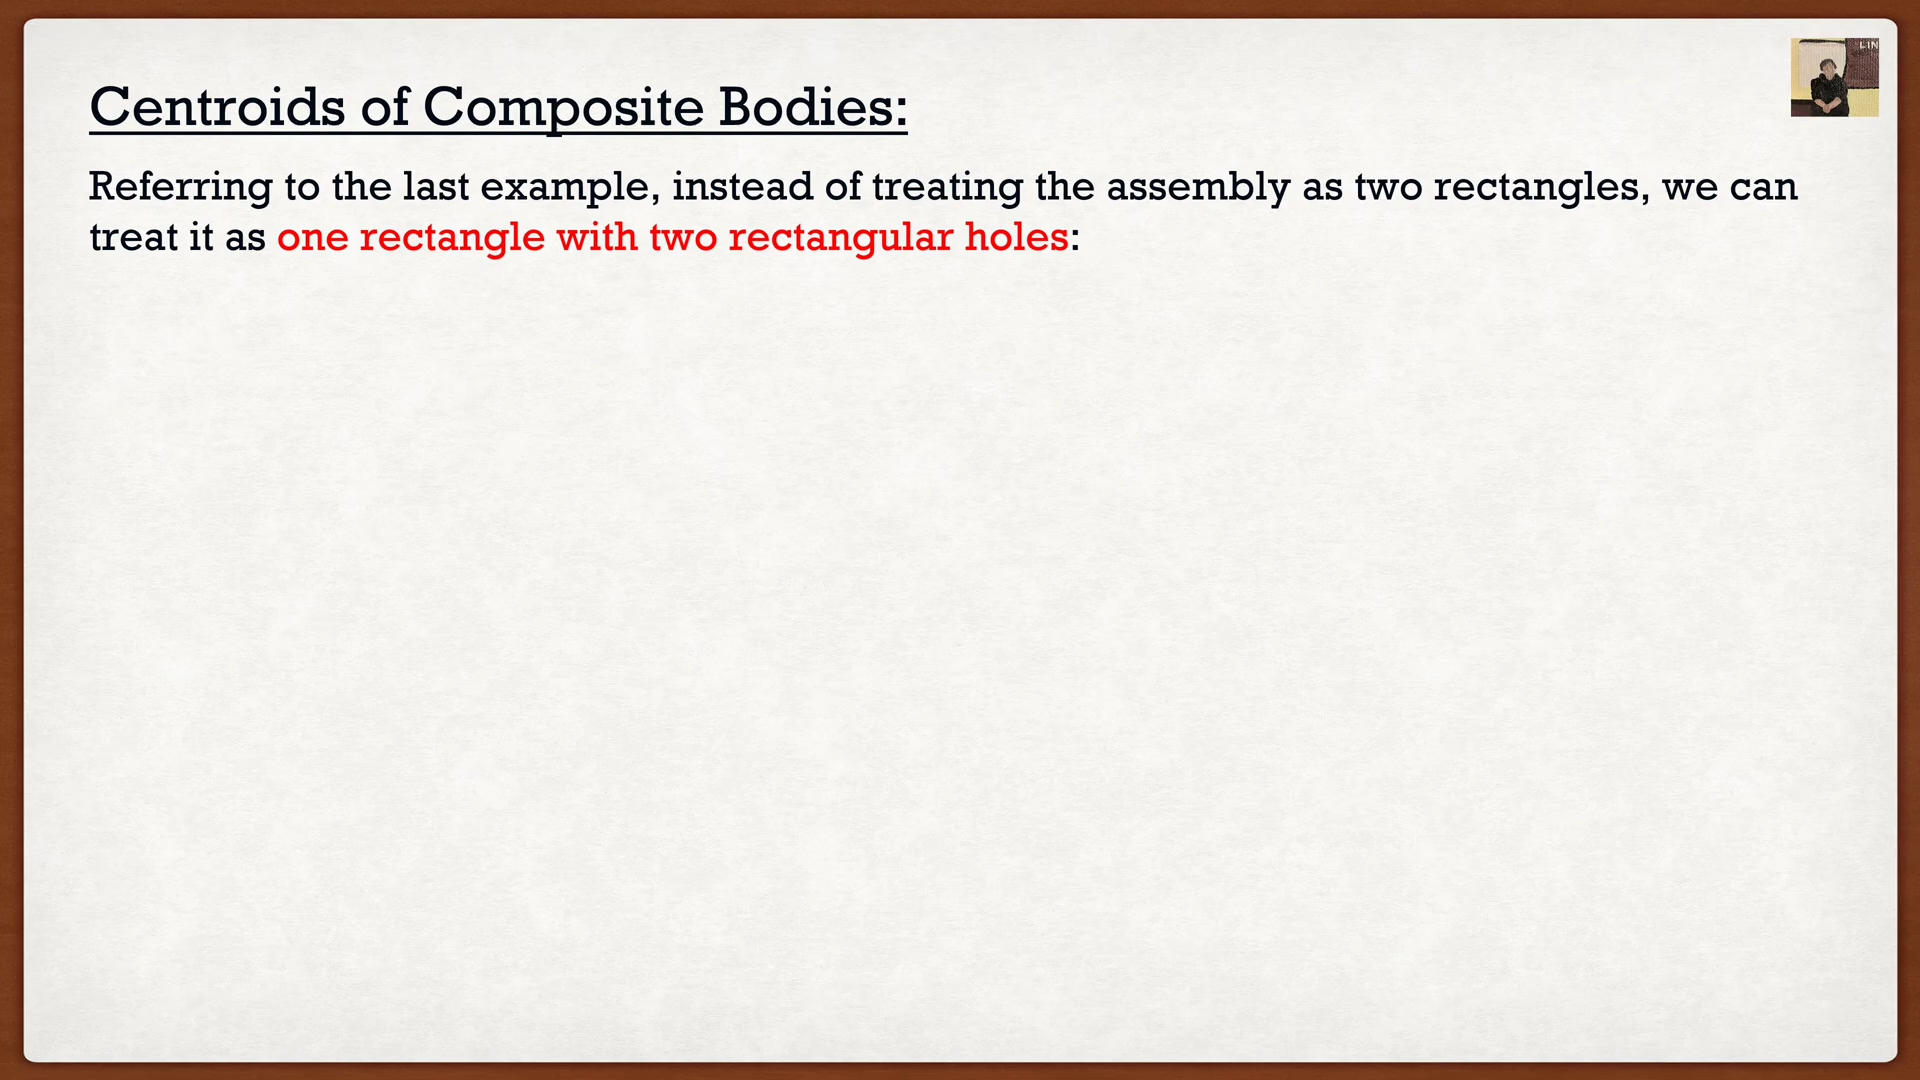 LIN
Centroids of Composite Bodies:
Referring to the last example, instead of treating the assembly as two rectangles, we can
treat it as one rectangle with two rectangular holes: